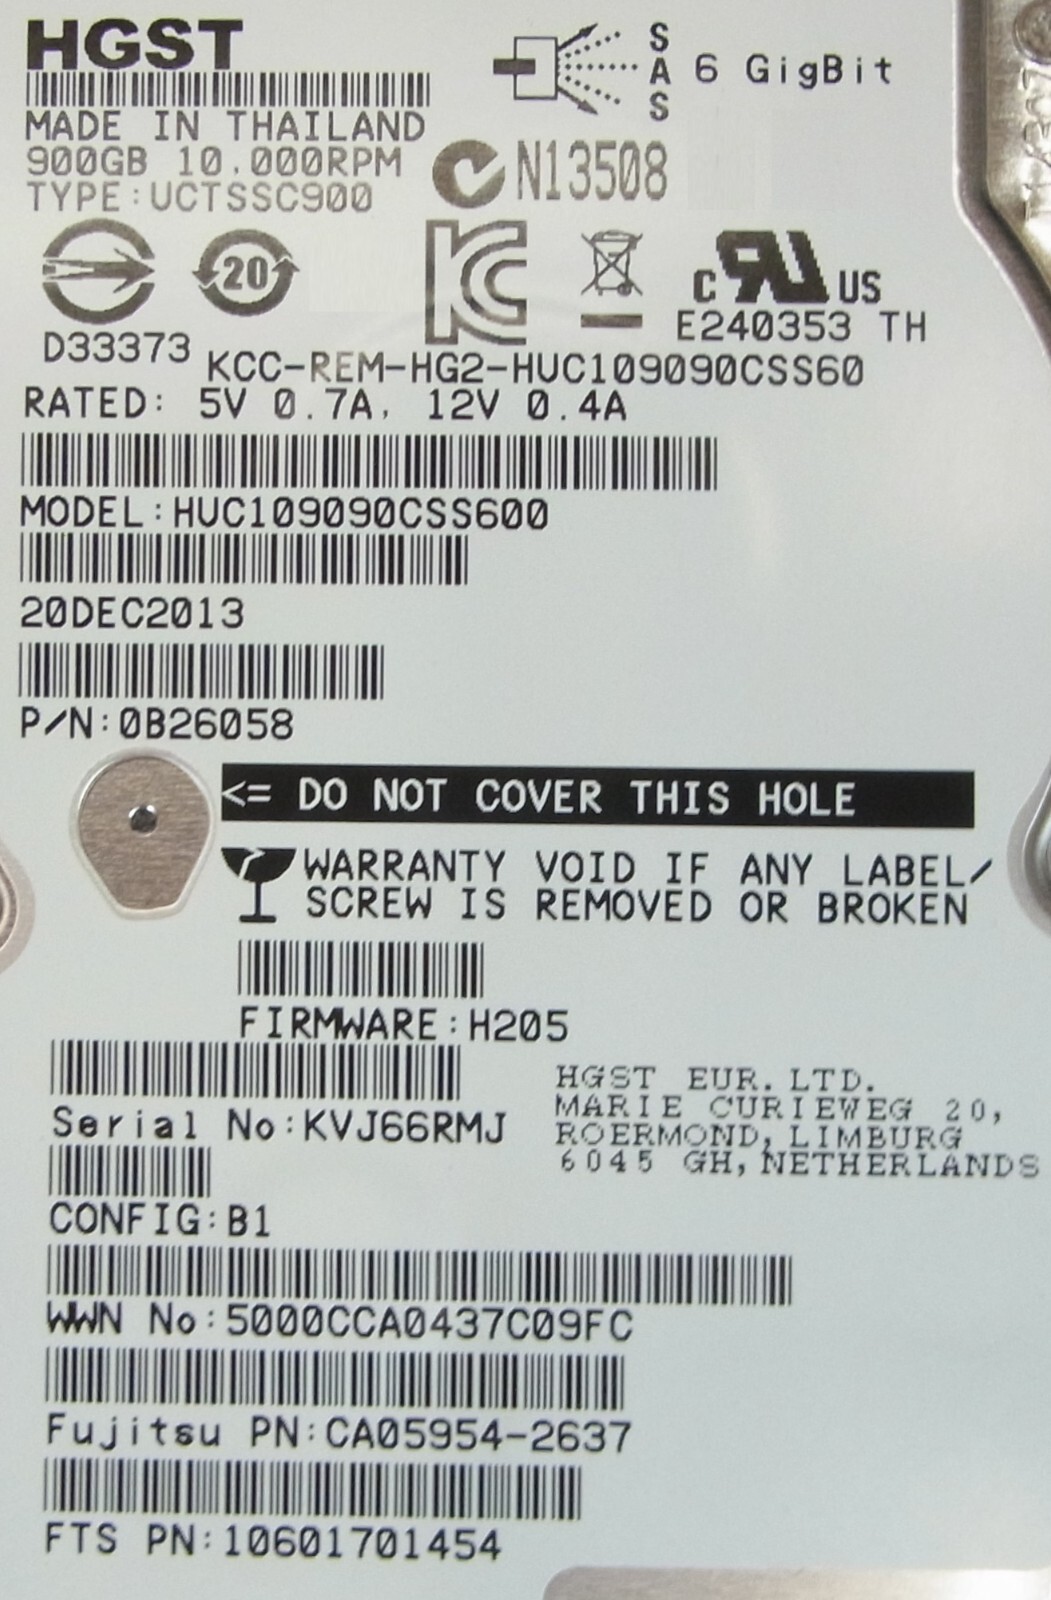 HGST
SAS 6 GigBit
MADE IN THAILAND
900GB 10.000RPM
TYPE:UCTSSC900
N13508
20
D33373
KC
c RU US
E240353 TH
KCC-REM-HG2-HUC109090CSS60
RATED: 5V 0.7A, 12V 0.4A
MODEL:HUC109090CSS600
20DEC2013
P/N:0B26058
<= DO NOT COVER THIS HOLE
WARRANTY VOID IF ANY LABEL/
SCREW IS REMOVED OR BROKEN
FIRMWARE:H205
Serial No:KVJ66RMJ
HGST EUR. LTD.
MARIE CURIEWEG 20,
ROERMOND, LIMBURG
6045 GH, NETHERLANDS
CONFIG:B1
WWN No:5000CCA0437C09FC
Fujitsu PN:CA05954-2637
FTS PN:10601701454